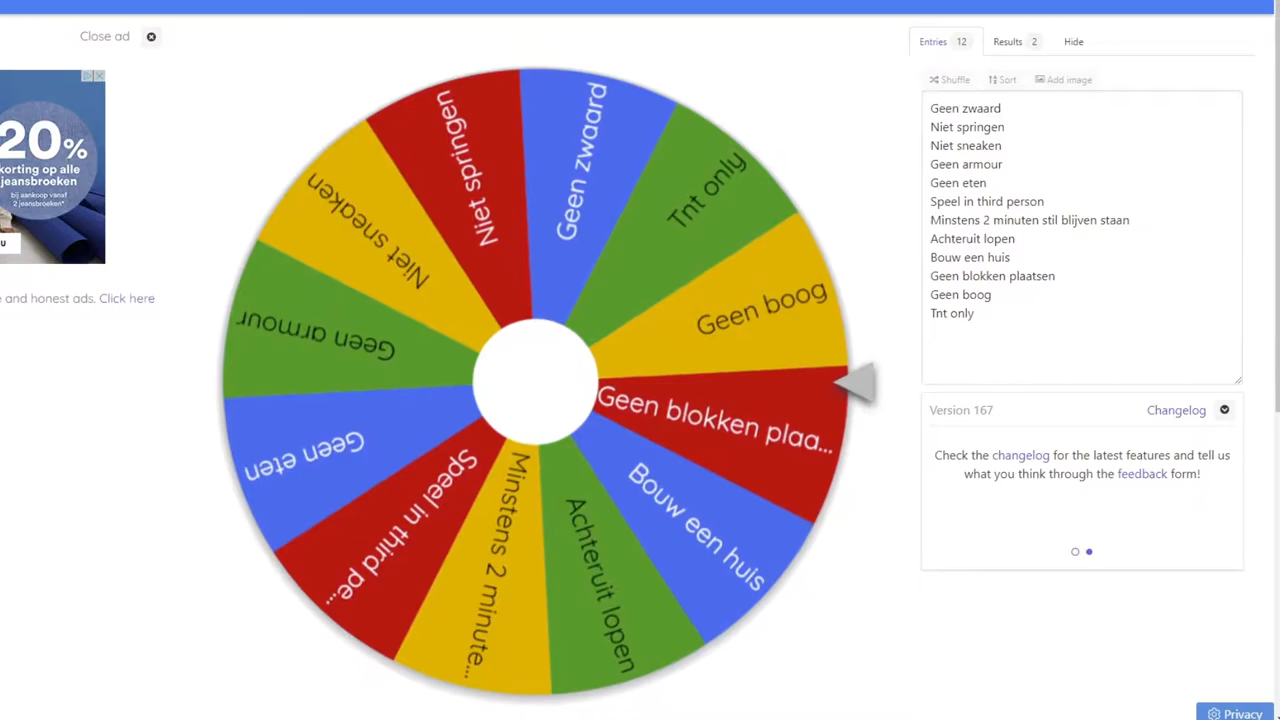 Close ad
20%
korting op alle
jeansbroeken
bij aankoop vanaf
2 jeansbroeken*
U
e and honest ads. Click here
Niet springen
Geen zwaard
Tnt only
Niet sneaken
Geen boog
Geen armour
Geen blokken plaa...
Geen eten
Bouw een huis
Speel in third pe...
Minstens 2 minute...
Achteruit lopen
Entries 12
Results 2
Hide
Shuffle
Sort
Add image
Geen zwaard
Niet springen
Niet sneaken
Geen armour
Geen eten
Speel in third person
Minstens 2 minuten stil blijven staan
Achteruit lopen
Bouw een huis
Geen blokken plaatsen
Geen boog
Tnt only
Version 167
Changelog
Check the changelog for the latest features and tell us
what you think through the feedback form!
Privacy